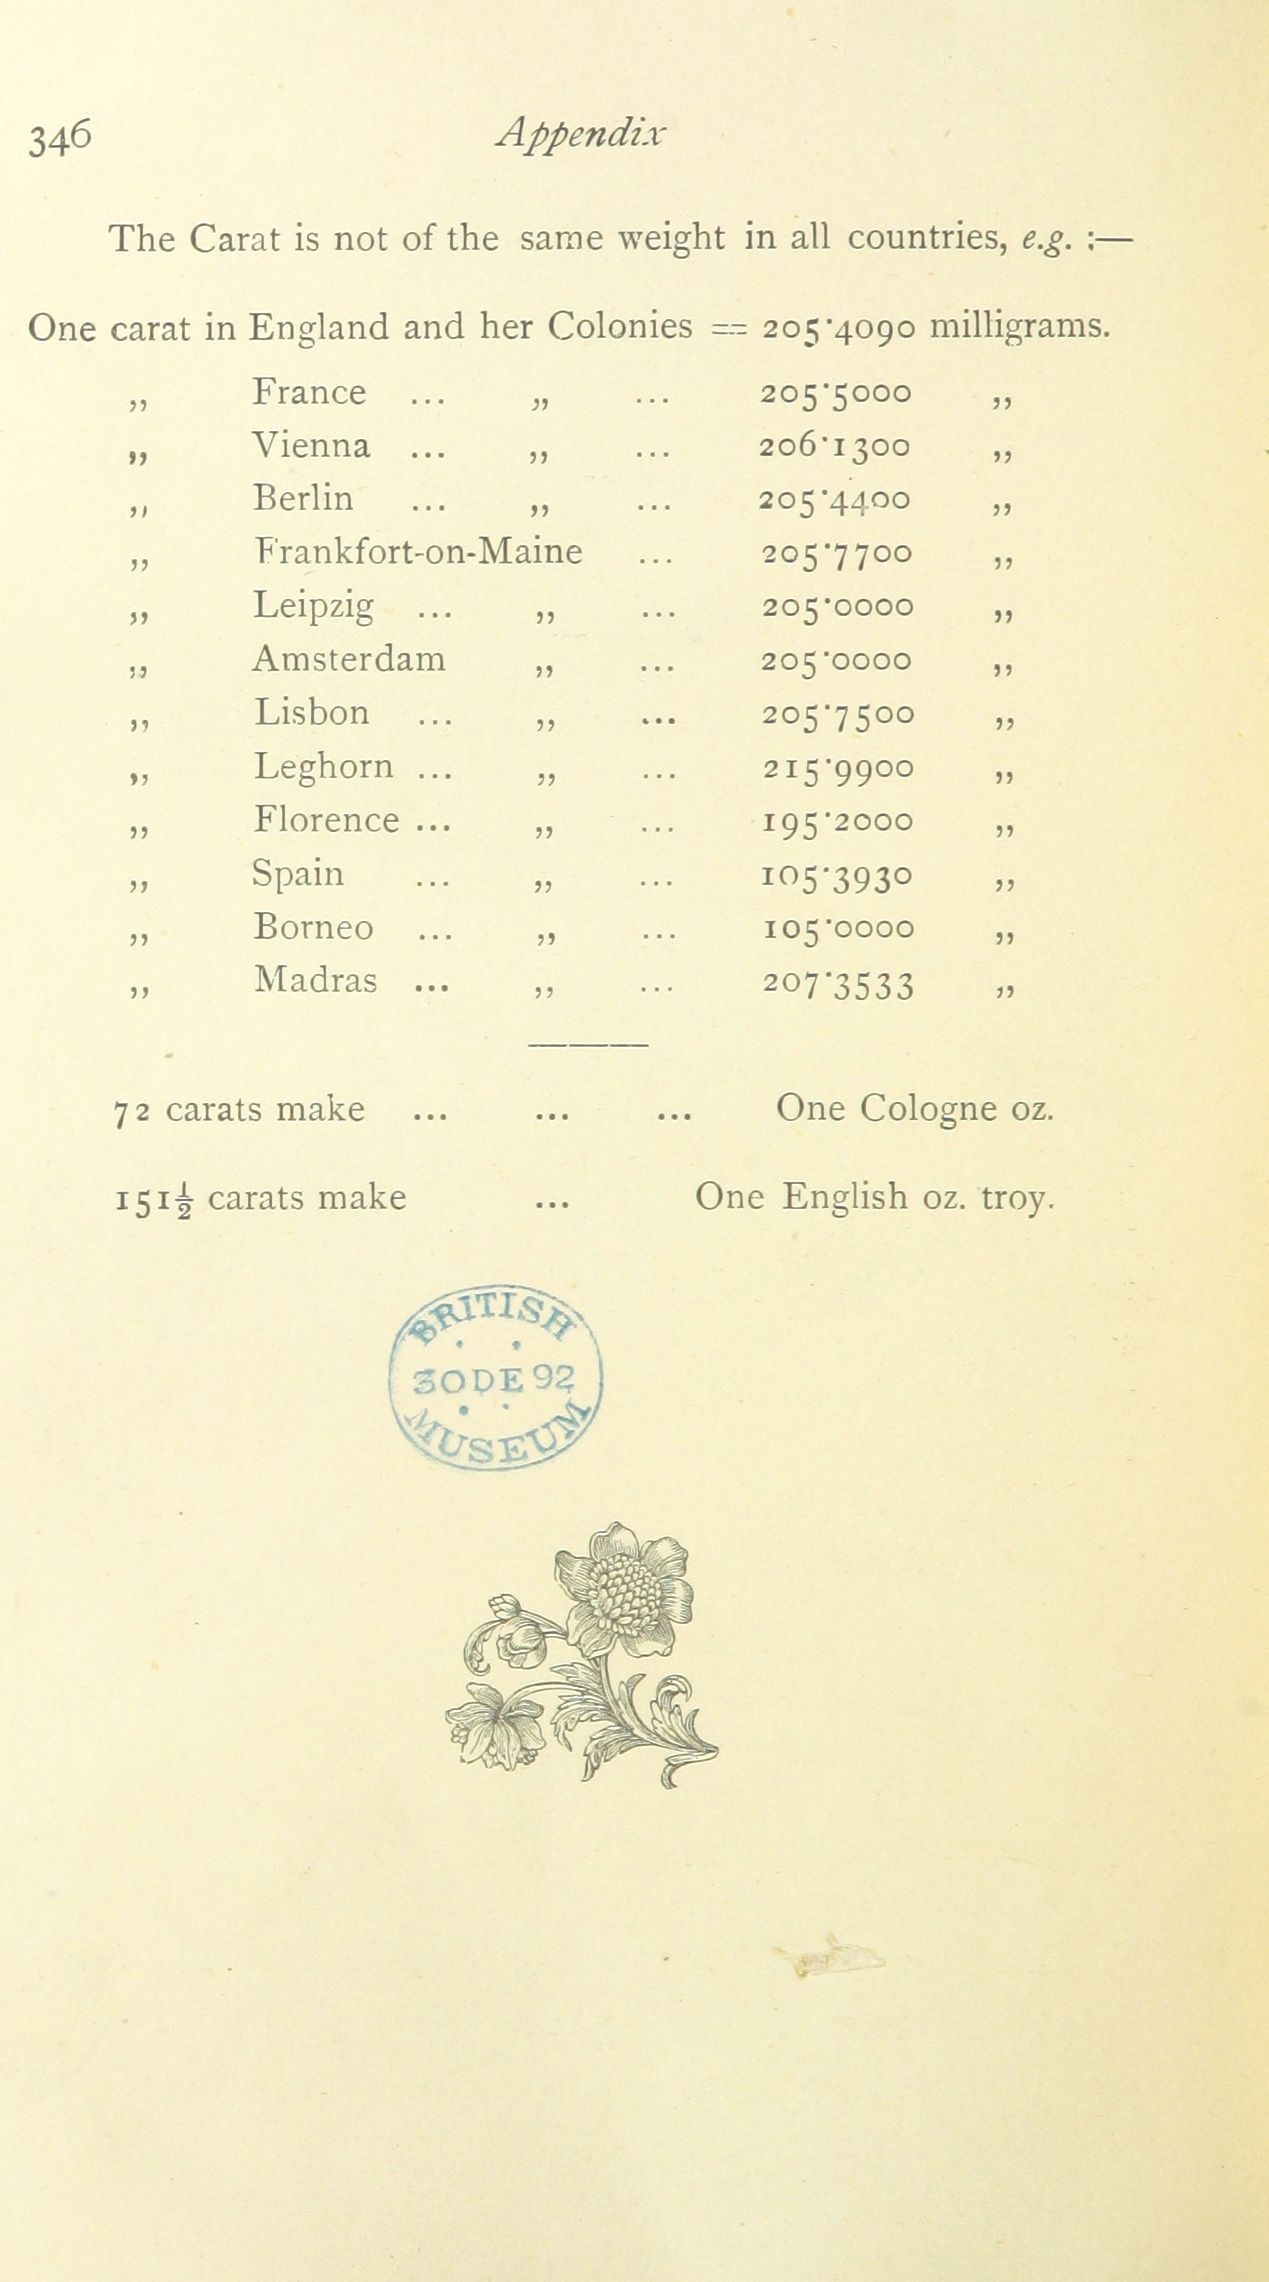 346 Appendix
The Carat is not of the same weight in all countries, e.g. :—
One carat in England and her Colonies = 205·4090 milligrams.
„ France ... „ ... 205·5000 „
„ Vienna ... „ ... 206·1300 „
„ Berlin ... „ ... 205·4400 „
„ Frankfort-on-Maine ... 205·7700 „
„ Leipzig ... „ ... 205·0000 „
„ Amsterdam „ ... 205·0000 „
„ Lisbon ... „ ... 205·7500 „
„ Leghorn ... „ ... 215·9900 „
„ Florence ... „ ... 195·2000 „
„ Spain ... „ ... 105·3930 „
„ Borneo ... „ ... 105·0000 „
„ Madras ... „ ... 207·3533 „
72 carats make ... ... ... One Cologne oz.
151½ carats make ... One English oz. troy.
BRITISH
30 DE 92
MUSEUM